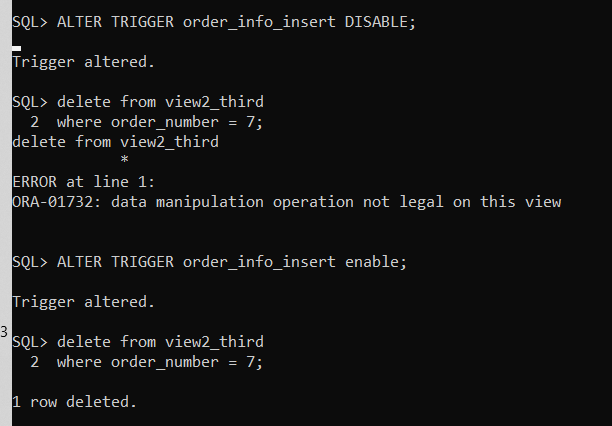 SQL> ALTER TRIGGER order_info_insert DISABLE;
Trigger altered.
SQL> delete from view2_third
2 where order_number = 7;
delete from view2_third
*
ERROR at line 1:
ORA-01732: data manipulation operation not legal on this view
SQL> ALTER TRIGGER order_info_insert enable;
Trigger altered.
3
SQL> delete from view2_third
2 where order_number = 7;
1 row deleted.